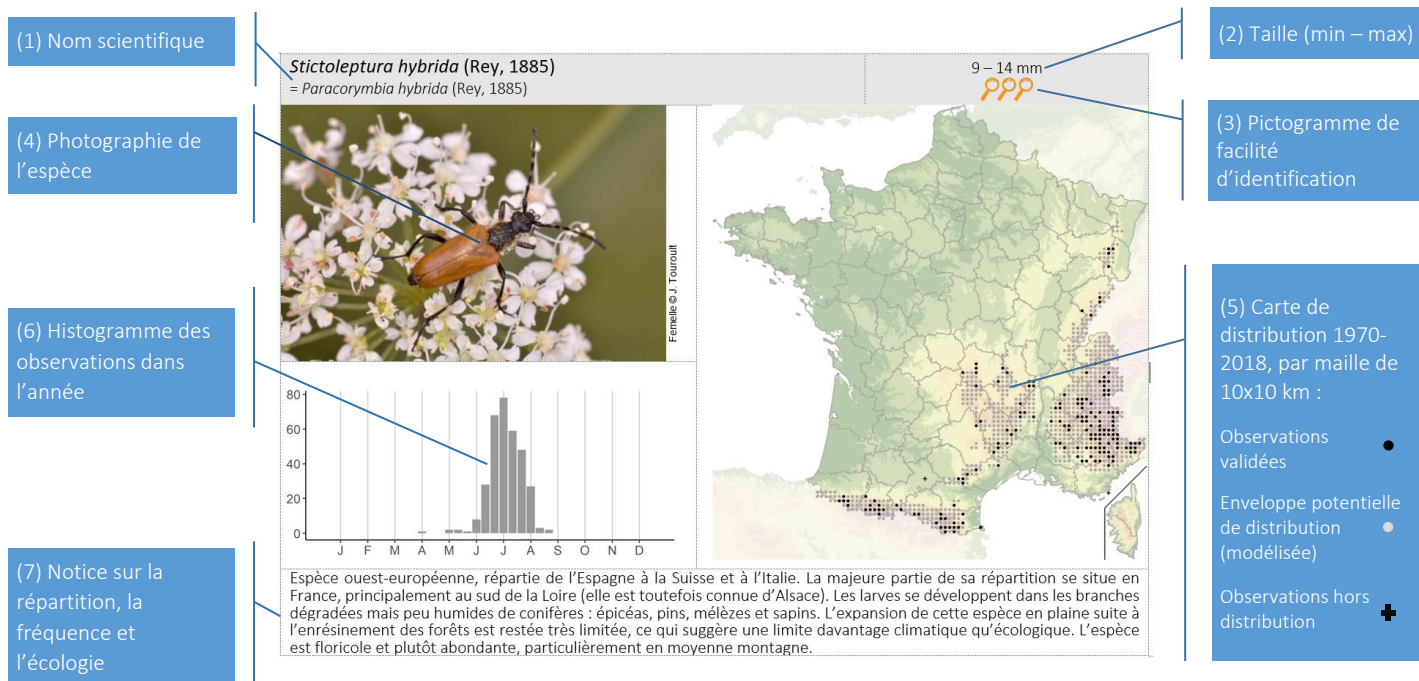 (1) Nom scientifique
Stictoleptura hybrida (Rey, 1885)
= Paracorymbia hybrida (Rey, 1885)
9 – 14 mm
(2) Taille (min – max)
(3) Pictogramme de
facilité
d’identification
(4) Photographie de
l’espèce
Femelle © J. Touroult
(5) Carte de
distribution 1970-
2018, par maille de
10x10 km :
Observations
validées
Enveloppe potentielle
de distribution
(modélisée)
Observations hors
distribution
(6) Histogramme des
observations dans
l’année
80
60
40
20
0
J F M A M J J A S O N D
(7) Notice sur la
répartition, la
fréquence et
l’écologie
Espèce ouest-européenne, répartie de l’Espagne à la Suisse et à l’Italie. La majeure partie de sa répartition se situe en
France, principalement au sud de la Loire (elle est toutefois connue d’Alsace). Les larves se développent dans les branches
dégradées mais peu humides de conifères : épicéas, pins, mélèzes et sapins. L’expansion de cette espèce en plaine suite à
l’enrésinement des forêts est restée très limitée, ce qui suggère une limite davantage climatique qu’écologique. L’espèce
est floricole et plutôt abondante, particulièrement en moyenne montagne.